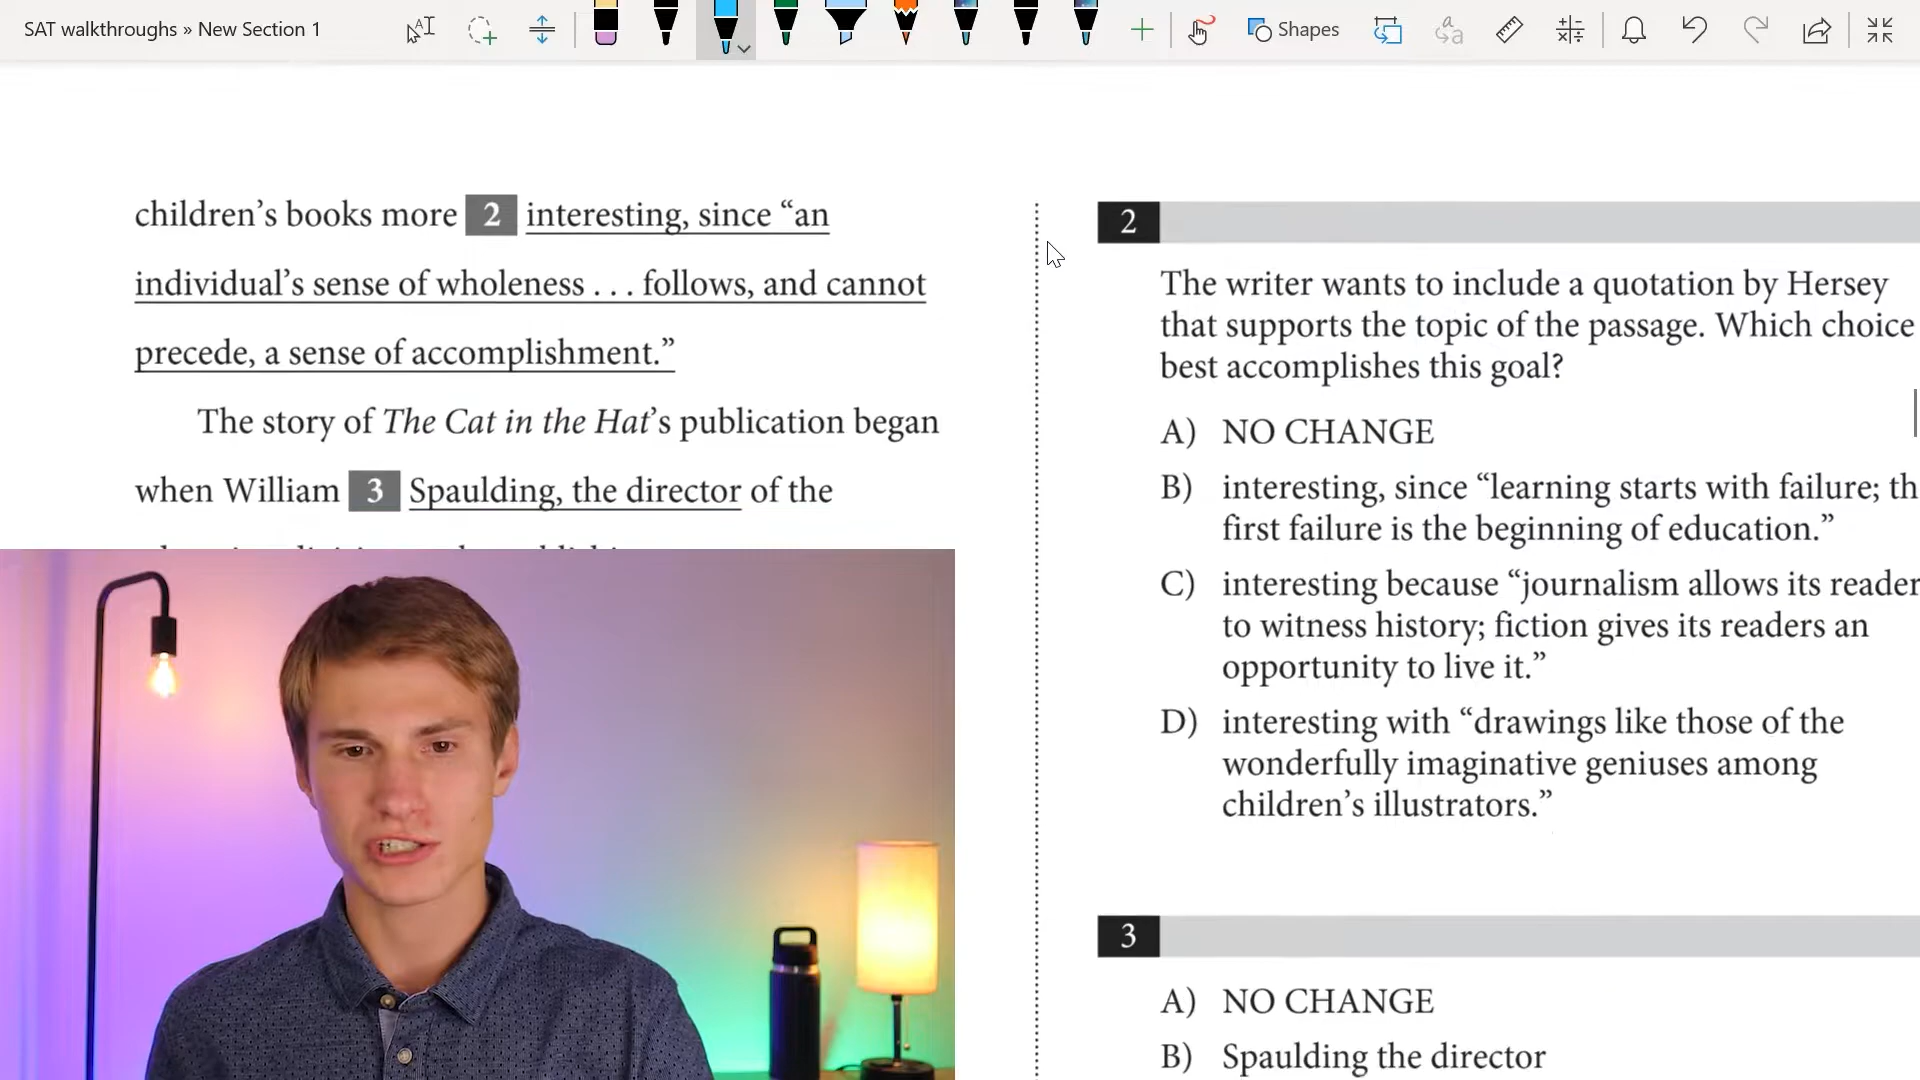 SAT walkthroughs » New Section 1
Shapes
children’s books more 2 interesting, since “an
individual’s sense of wholeness . . . follows, and cannot
precede, a sense of accomplishment.”
The story of The Cat in the Hat’s publication began
when William 3 Spaulding, the director of the
2
The writer wants to include a quotation by Hersey
that supports the topic of the passage. Which choice
best accomplishes this goal?
A) NO CHANGE
B) interesting, since “learning starts with failure; th
first failure is the beginning of education.”
C) interesting because “journalism allows its reader
to witness history; fiction gives its readers an
opportunity to live it.”
D) interesting with “drawings like those of the
wonderfully imaginative geniuses among
children’s illustrators.”
3
A) NO CHANGE
B) Spaulding the director